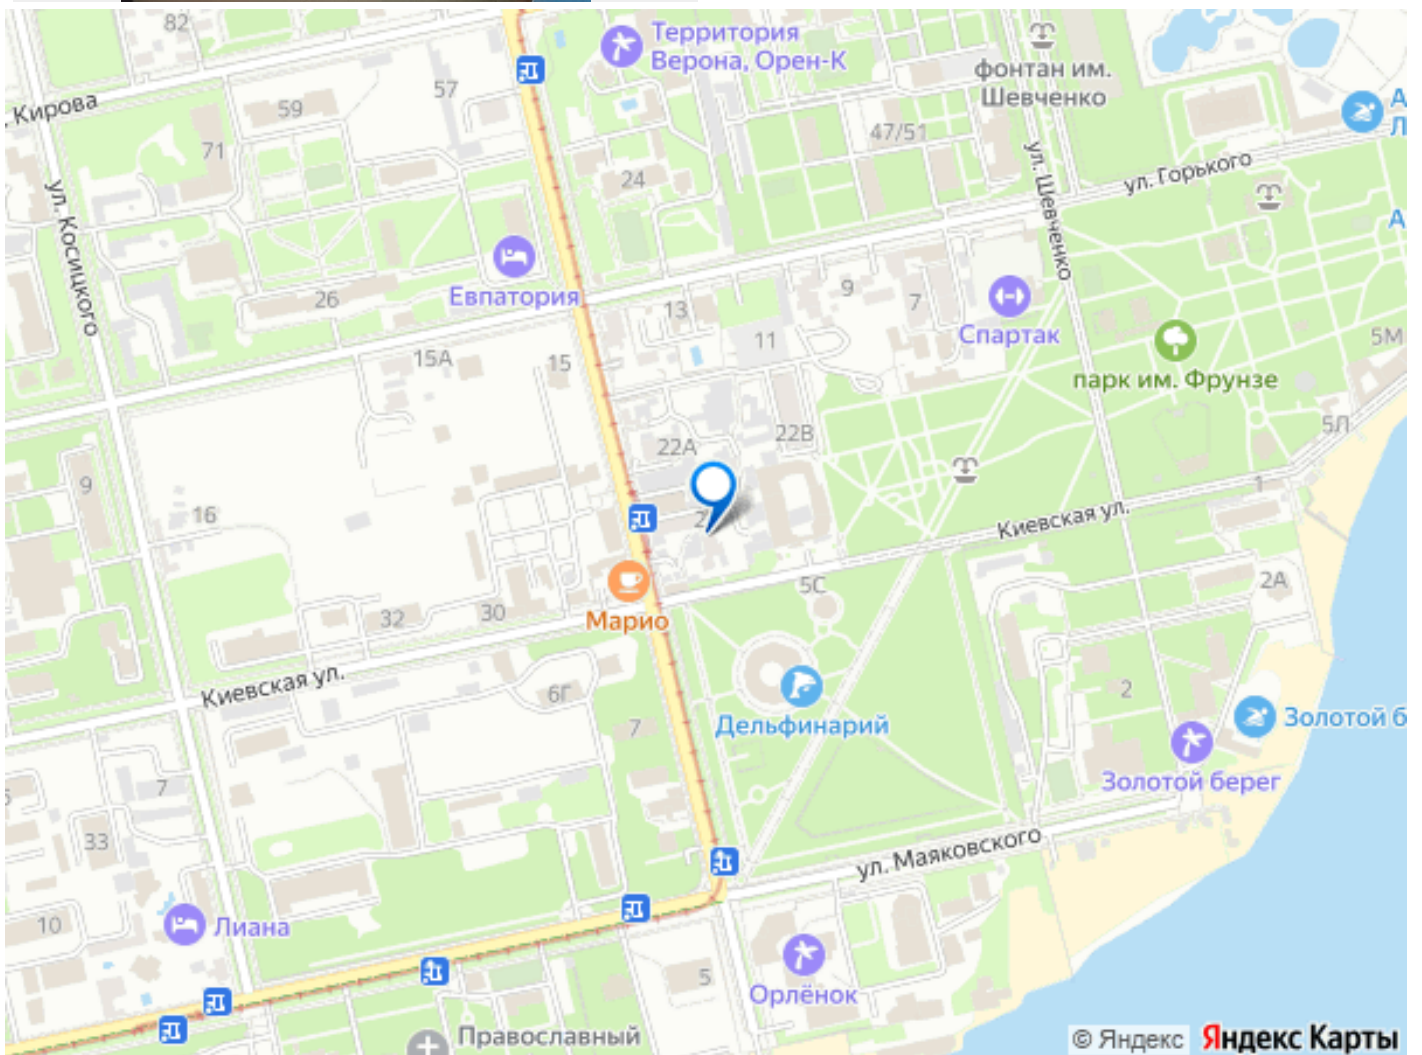 82
Территория
Верона, Орен-К
фонтан им.
Шевченко
57
59
Кирова
71
47/51
24
ул. Горького
ул. Шевченко
ул. Косицкого
Евпатория
26
13
9
7
11
Спартак
15А
15
парк им. Фрунзе
5М
5Л
22А
22В
9
16
1
Киевская ул.
5С
2А
32
30
Марио
Киевская ул.
6Г
2
7
Дельфинарий
Золотой б
Золотой берег
7
33
ул. Маяковского
10
Лиана
5
Орлёнок
Православный
© Яндекс Яндекс Карты